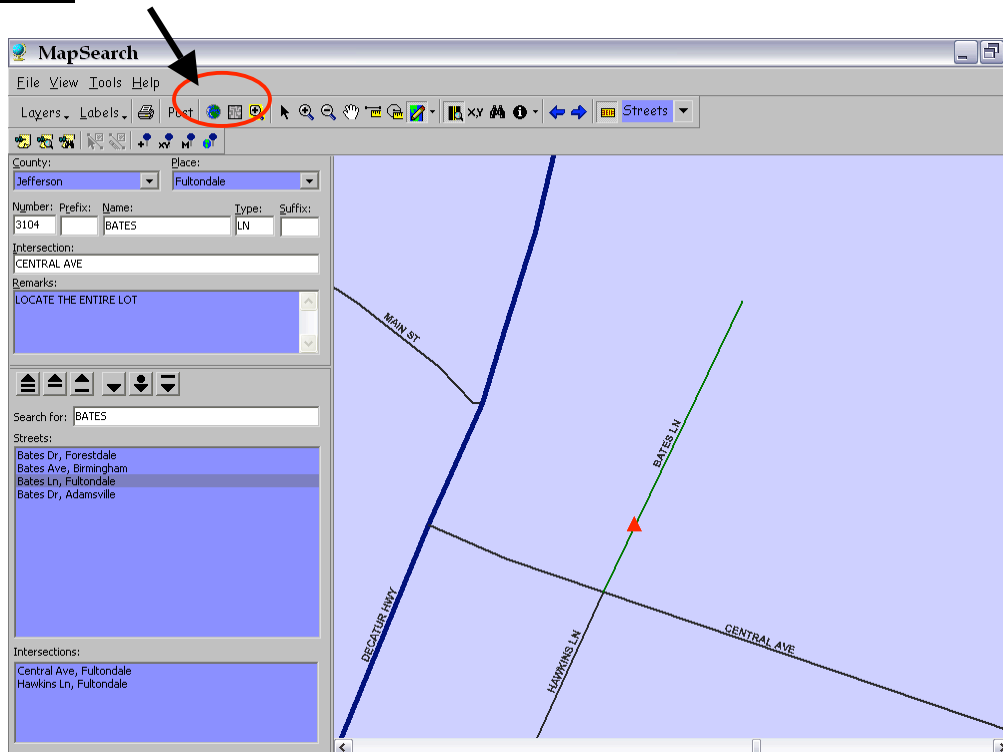 MapSearch
File View Tools Help
Layers Labels Post XY Streets
XY M
County: Place:
Jefferson Fultondale
Number: Prefix: Name: Type: Suffix:
3104 BATES LN
Intersection:
CENTRAL AVE
Remarks:
LOCATE THE ENTIRE LOT
Search for: BATES
Streets:
Bates Dr, Forestdale
Bates Ave, Birmingham
Bates Ln, Fultondale
Bates Dr, Adamsville
Intersections:
Central Ave, Fultondale
Hawkins Ln, Fultondale
MAIN ST
BATES LN
DECATUR HWY
HAWKINS LN
CENTRAL AVE